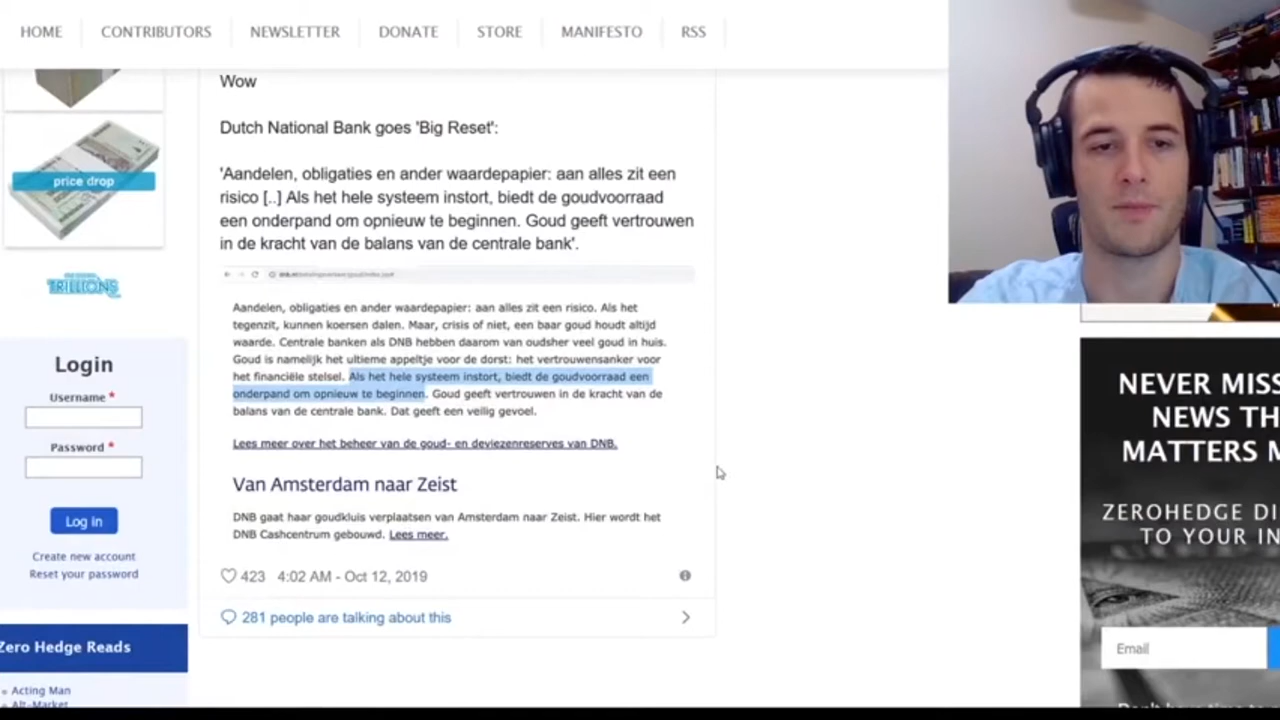 HOME
CONTRIBUTORS
NEWSLETTER
DONATE
STORE
MANIFESTO
RSS
price drop
TRILLIONS
Login
Username *
Password *
Log in
Create new account
Reset your password
Zero Hedge Reads
» Acting Man
» Alt-Market
Wow
Dutch National Bank goes 'Big Reset':
'Aandelen, obligaties en ander waardepapier: aan alles zit een
risico [..] Als het hele systeem instort, biedt de goudvoorraad
een onderpand om opnieuw te beginnen. Goud geeft vertrouwen
in de kracht van de balans van de centrale bank'.
Aandelen, obligaties en ander waardepapier: aan alles zit een risico. Als het
tegenzit, kunnen koersen dalen. Maar, crisis of niet, een baar goud houdt altijd
waarde. Centrale banken als DNB hebben daarom van oudsher veel goud in huis.
Goud is namelijk het ultieme appeltje voor de dorst: het vertrouwensanker voor
het financiële stelsel. Als het hele systeem instort, biedt de goudvoorraad een
onderpand om opnieuw te beginnen. Goud geeft vertrouwen in de kracht van de
balans van de centrale bank. Dat geeft een veilig gevoel.
Lees meer over het beheer van de goud- en deviezenreserves van DNB.
Van Amsterdam naar Zeist
DNB gaat haar goudkluis verplaatsen van Amsterdam naar Zeist. Hier wordt het
DNB Cashcentrum gebouwd. Lees meer.
423 4:02 AM - Oct 12, 2019
281 people are talking about this
NEVER MISS
NEWS TH
MATTERS M
ZEROHEDGE DI
TO YOUR IN
Email